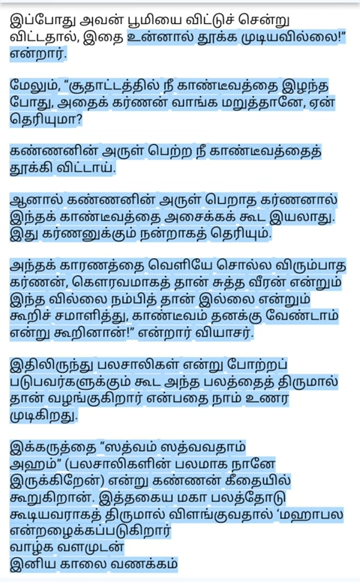 இப்போது அவன் பூமியை விட்டுச் சென்று
விட்டதால், இதை உன்னால் தூக்க முடியவில்லை!”
என்றார்.
மேலும், “சூதாட்டத்தில் நீ காண்டீவத்தை இழந்த
போது, அதைக் கர்ணன் வாங்க மறுத்தானே, ஏன்
தெரியுமா?
கண்ணனின் அருள் பெற்ற நீ காண்டீவத்தைத்
தூக்கி விட்டாய்.
ஆனால் கண்ணனின் அருள் பெறாத கர்ணனால்
இந்தக் காண்டீவத்தை அசைக்கக் கூட இயலாது.
இது கர்ணனுக்கும் நன்றாகத் தெரியும்.
அந்தக் காரணத்தை வெளியே சொல்ல விரும்பாத
கர்ணன், கௌரவமாகத் தான் சுத்த வீரன் என்றும்
இந்த வில்லை நம்பித் தான் இல்லை என்றும்
கூறிச் சமாளித்து, காண்டீவம் தனக்கு வேண்டாம்
என்று கூறினான்!” என்றார் வியாசர்.
இதிலிருந்து பலசாலிகள் என்று போற்றப்
படுபவர்களுக்கும் கூட அந்த பலத்தைத் திருமால்
தான் வழங்குகிறார் என்பதை நாம் உணர
முடிகிறது.
இக்கருத்தை “ஸத்வம் ஸத்வவதாம்
அஹம்” (பலசாலிகளின் பலமாக நானே
இருக்கிறேன்) என்று கண்ணன் கீதையில்
கூறுகிறான். இத்தகைய மகா பலத்தோடு
கூடியவராகத் திருமால் விளங்குவதால் ‘மஹாபல
என்றழைக்கப்படுகிறார்
வாழ்க வளமுடன்
இனிய காலை வணக்கம்